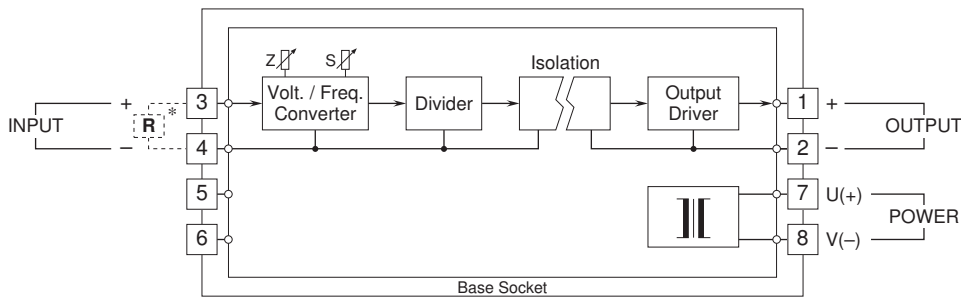 Isolation
Z
S
Volt. / Freq.
Converter
Divider
Output
Driver
INPUT
+
–
R
*
3
4
5
6
1
2
7
8
+
–
OUTPUT
U(+)
V(–)
POWER
Base Socket